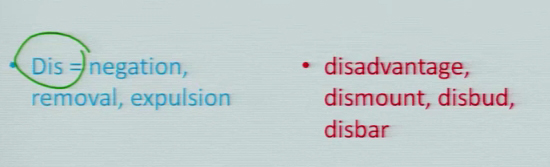 • Dis = negation,
removal, expulsion
• disadvantage,
dismount, disbud,
disbar